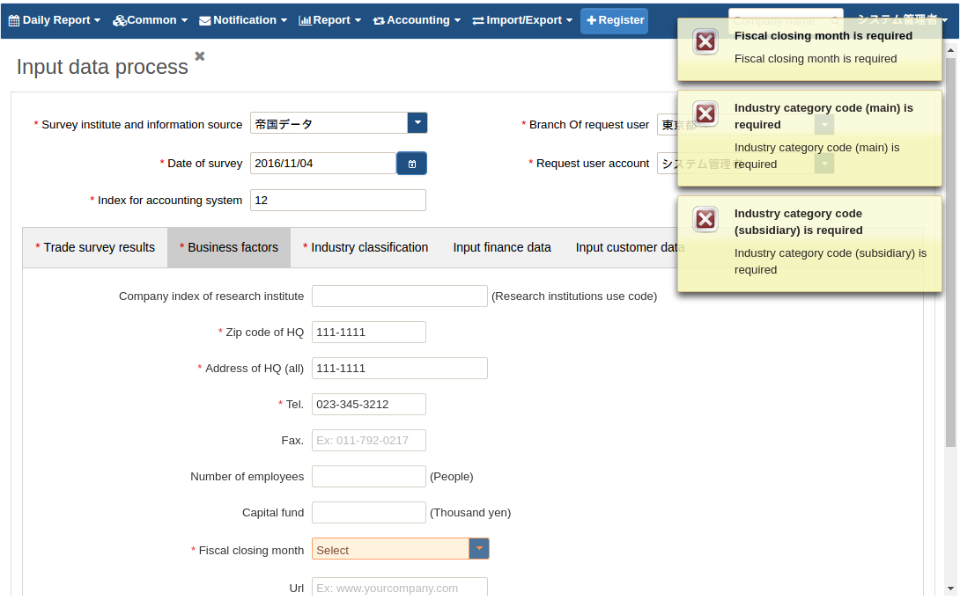 Daily Report Common Notification Report Accounting Import/Export Register Company name システム管理者
Input data process
* Survey institute and information source 帝国データ * Branch Of request user 東京都
* Date of survey 2016/11/04 * Request user account システム管理者
* Index for accounting system 12
* Trade survey results * Business factors * Industry classification Input finance data Input customer data
Company index of research institute (Research institutions use code)
* Zip code of HQ 111-1111
* Address of HQ (all) 111-1111
* Tel. 023-345-3212
Fax. Ex: 011-792-0217
Number of employees (People)
Capital fund (Thousand yen)
* Fiscal closing month Select
Url Ex: www.yourcompany.com
Fiscal closing month is required
Fiscal closing month is required
Industry category code (main) is
required
Industry category code (main) is
required
Industry category code
(subsidiary) is required
Industry category code (subsidiary) is
required